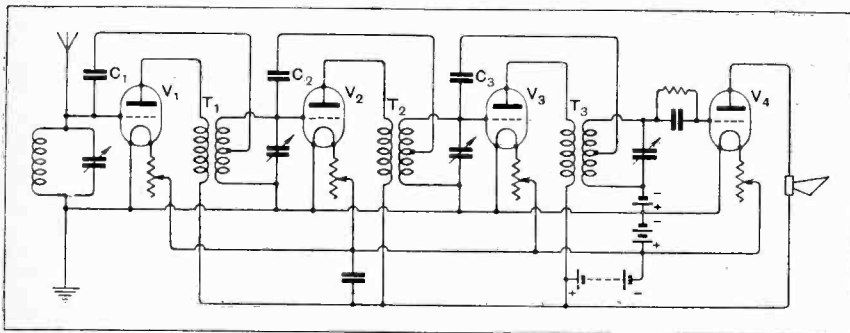 C1
V1
T1
C2
V2
T2
C3
V3
T3
V4
- +
- +
+ -